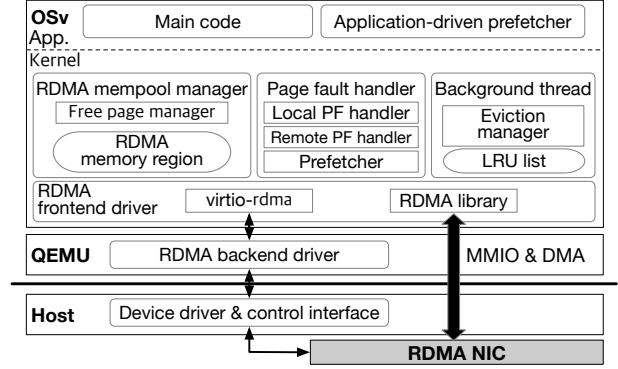 OSv
App.
Main code
Application-driven prefetcher
Kernel
RDMA mempool manager
Free page manager
RDMA
memory region
Page fault handler
Local PF handler
Remote PF handler
Prefetcher
Background thread
Eviction
manager
LRU list
RDMA
frontend driver
virtio-rdma
RDMA library
QEMU
RDMA backend driver
MMIO & DMA
Host
Device driver & control interface
RDMA NIC